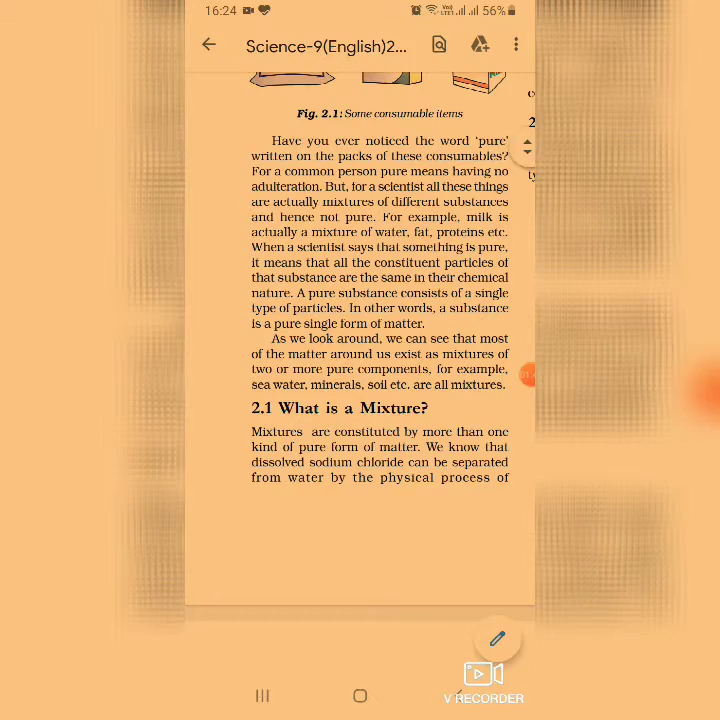 16:24 56%
Science-9(English)2...
Fig. 2.1: Some consumable items
Have you ever noticed the word ‘pure’
written on the packs of these consumables?
For a common person pure means having no
adulteration. But, for a scientist all these things
are actually mixtures of different substances
and hence not pure. For example, milk is
actually a mixture of water, fat, proteins etc.
When a scientist says that something is pure,
it means that all the constituent particles of
that substance are the same in their chemical
nature. A pure substance consists of a single
type of particles. In other words, a substance
is a pure single form of matter.
As we look around, we can see that most
of the matter around us exist as mixtures of
two or more pure components, for example,
sea water, minerals, soil etc. are all mixtures.
2.1 What is a Mixture?
Mixtures are constituted by more than one
kind of pure form of matter. We know that
dissolved sodium chloride can be separated
from water by the physical process of
V RECORDER